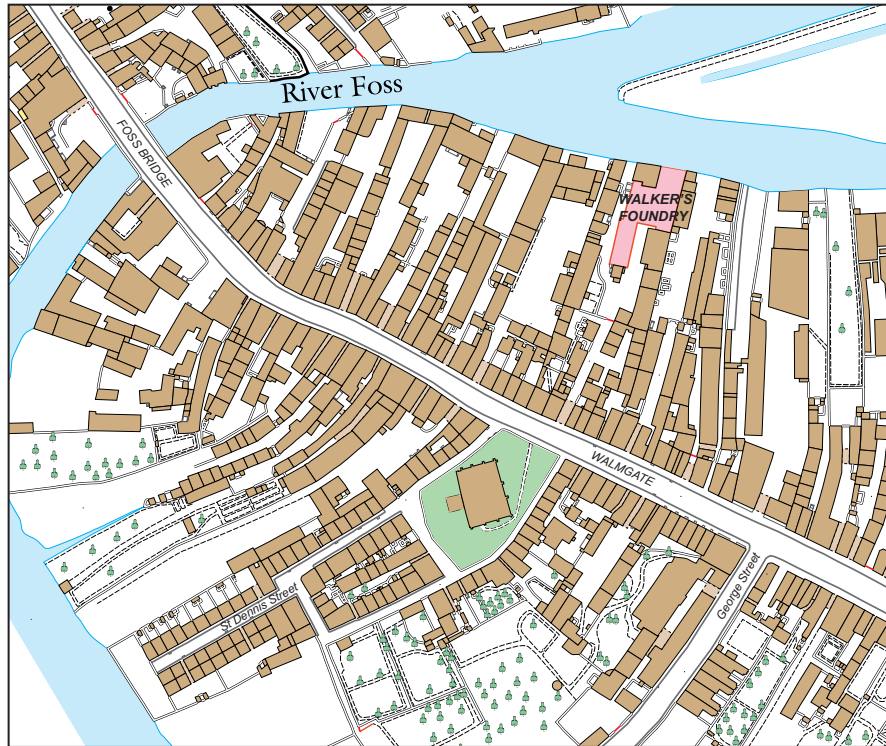 River Foss
FOSS BRIDGE
WALKER'S
FOUNDRY
WALMGATE
George Street
St Dennis Street